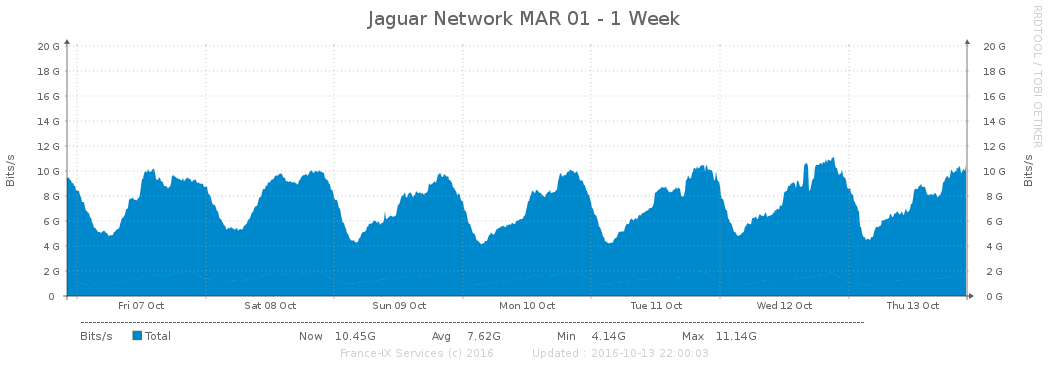 Jaguar Network MAR 01 - 1 Week
RRDTOOL / TOBI OETIKER
20 G 20 G
18 G 18 G
16 G 16 G
14 G 14 G
12 G 12 G
10 G 10 G
8 G 8 G
6 G 6 G
4 G 4 G
2 G 2 G
0 0 G
Bits/s Bits/s
Fri 07 Oct Sat 08 Oct Sun 09 Oct Mon 10 Oct Tue 11 Oct Wed 12 Oct Thu 13 Oct
Bits/s Total Now 10.45G Avg 7.62G Min 4.14G Max 11.14G
France-IX Services (c) 2016 Updated : 2016-10-13 22:00:03